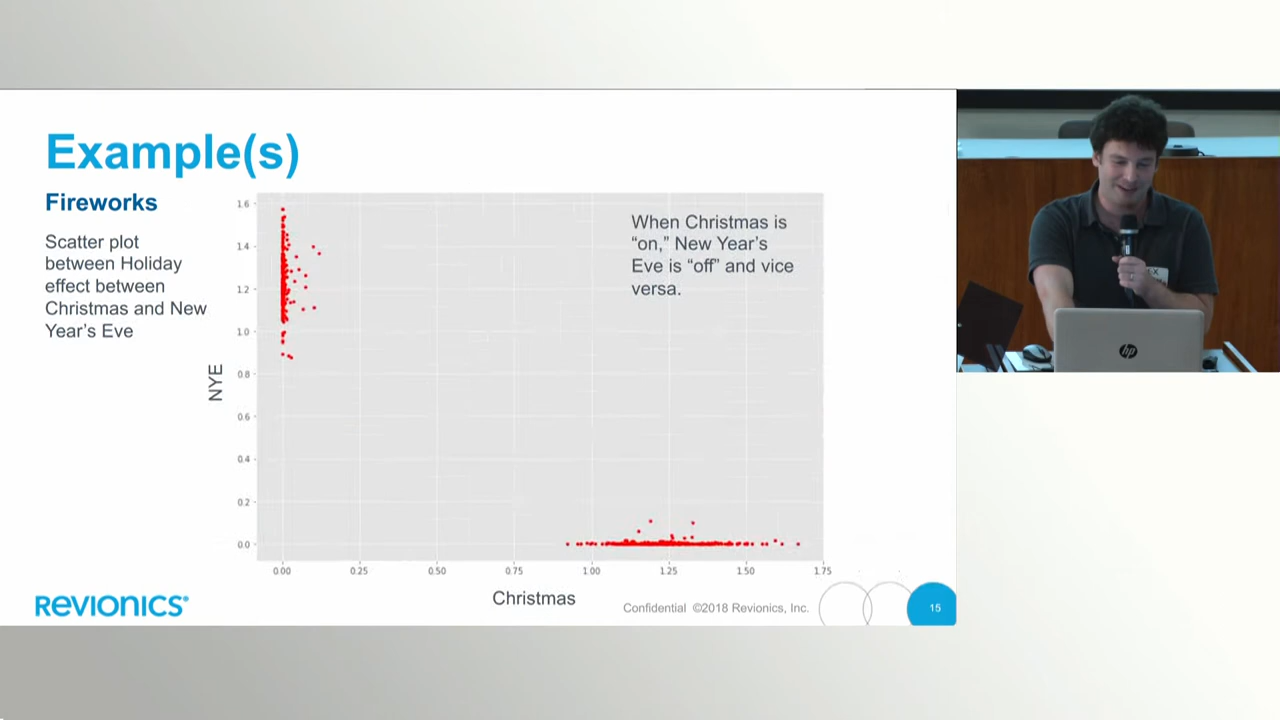 Example(s)
Fireworks
Scatter plot
between Holiday
effect between
Christmas and New
Year's Eve
When Christmas is
“on,” New Year's
Eve is “off” and vice
versa.
NYE
1.6
1.4
1.2
1.0
0.8
0.6
0.4
0.2
0.0
0.00 0.25 0.50 0.75 1.00 1.25 1.50 1.75
Christmas
REVIONICS®
Confidential ©2018 Revionics, Inc.
15
hp